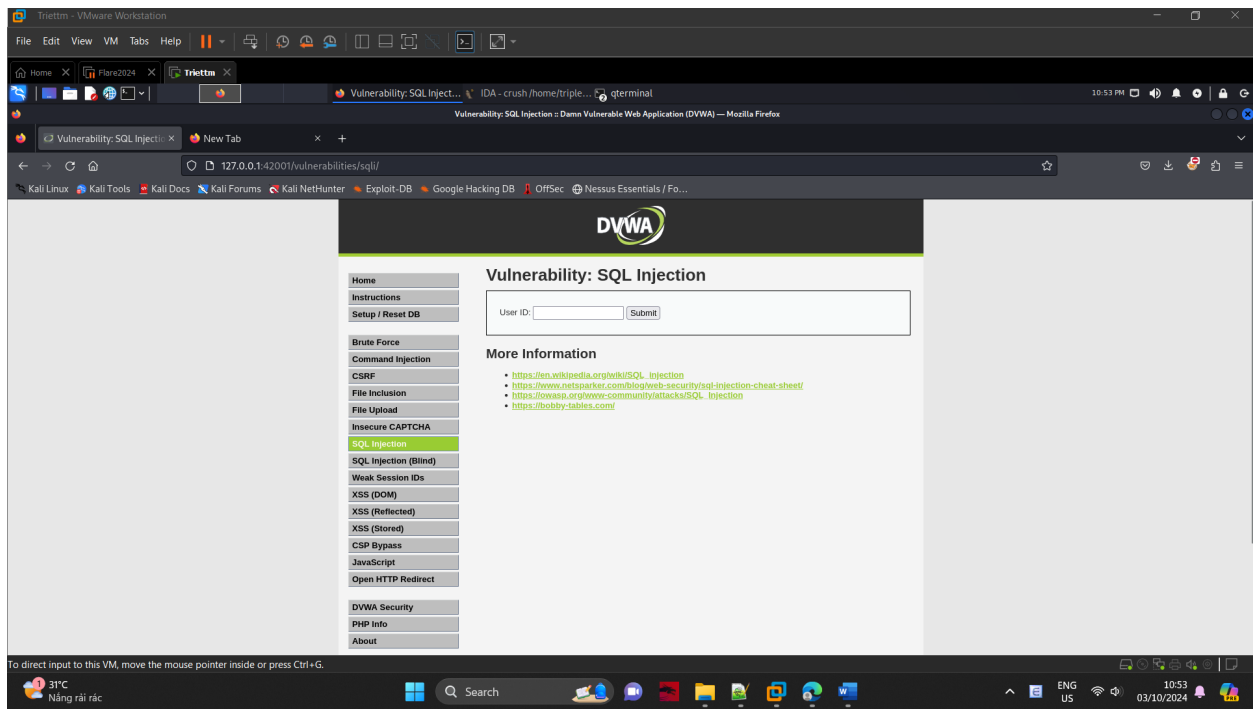 Triettm - VMware Workstation
File Edit View VM Tabs Help
Home Flare2024 Triettm
Vulnerability: SQL Inject... IDA - crush /home/triple... qterminal 10:53 PM
Vulnerability: SQL Injection :: Damn Vulnerable Web Application (DVWA) — Mozilla Firefox
Vulnerability: SQL Injectio New Tab
127.0.0.1:42001/vulnerabilities/sqli/
Kali Linux Kali Tools Kali Docs Kali Forums Kali NetHunter Exploit-DB Google Hacking DB OffSec Nessus Essentials / Fo...
DVWA
Home
Instructions
Setup / Reset DB
Brute Force
Command Injection
CSRF
File Inclusion
File Upload
Insecure CAPTCHA
SQL Injection
SQL Injection (Blind)
Weak Session IDs
XSS (DOM)
XSS (Reflected)
XSS (Stored)
CSP Bypass
JavaScript
Open HTTP Redirect
DVWA Security
PHP Info
About
Vulnerability: SQL Injection
User ID: Submit
More Information
https://en.wikipedia.org/wiki/SQL_injection
https://www.netsparker.com/blog/web-security/sql-injection-cheat-sheet/
https://owasp.org/www-community/attacks/SQL_Injection
https://bobby-tables.com/
To direct input to this VM, move the mouse pointer inside or press Ctrl+G.
1
31°C
Nắng rải rác
Search
ENG
US
10:53
03/10/2024